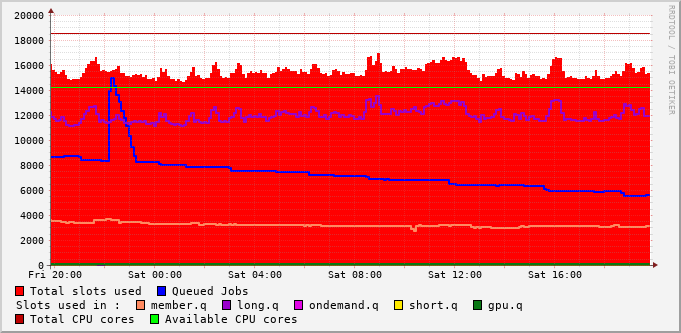 20000
18000
16000
14000
12000
10000
8000
6000
4000
2000
0
Fri 20:00 Sat 00:00 Sat 04:00 Sat 08:00 Sat 12:00 Sat 16:00
Total slots used Queued Jobs
Slots used in : member.q long.q ondemand.q short.q gpu.q
Total CPU cores Available CPU cores
RRDTOOL / TOBI OETIKER